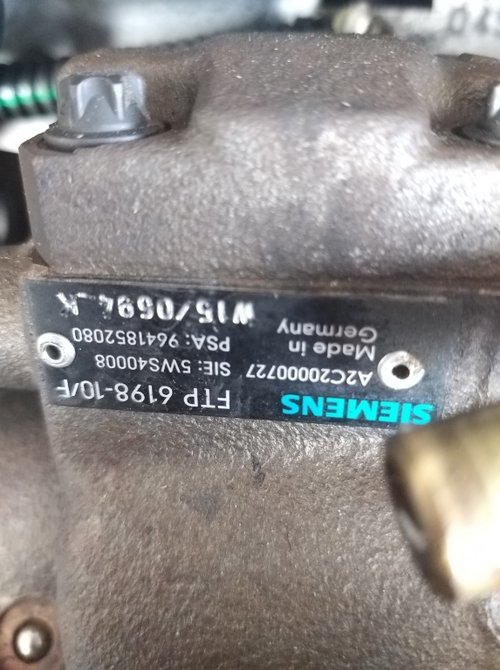 SIEMENS FTP 6198-10/F
A2C20000727 SIE: 5WS40008
Made in PSA: 9641852080
Germany W15/0694_K